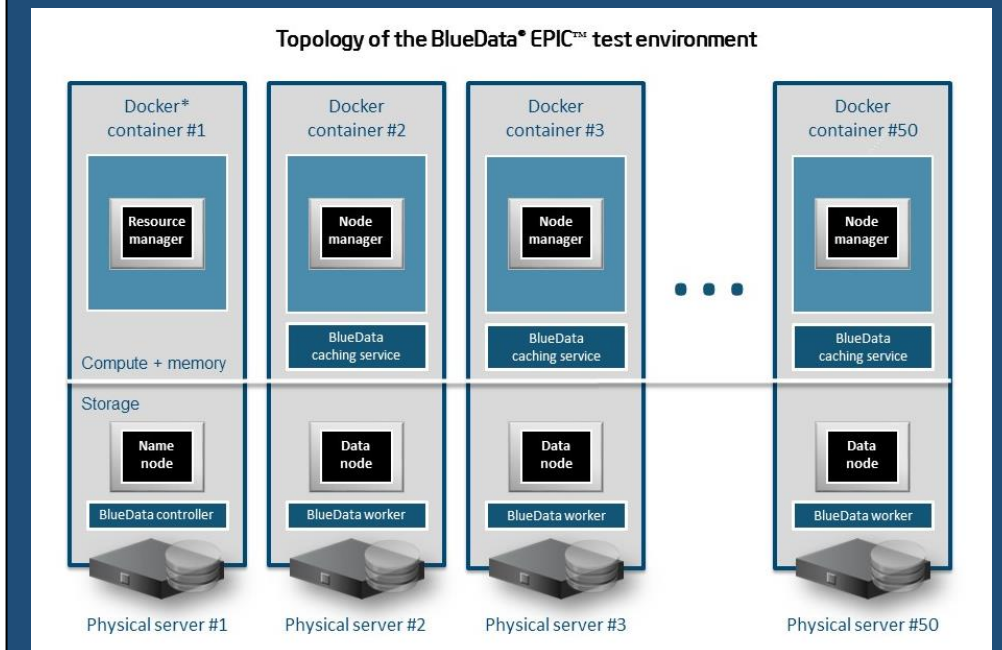 Topology of the BlueData® EPIC™ test environment
Docker*
container #1
Resource
manager
Compute + memory
Storage
Name
node
BlueData controller
Physical server #1
Docker
container #2
Node
manager
BlueData
caching service
Data
node
BlueData worker
Physical server #2
Docker
container #3
Node
manager
BlueData
caching service
Data
node
BlueData worker
Physical server #3
Docker
container #50
Node
manager
BlueData
caching service
Data
node
BlueData worker
Physical server #50